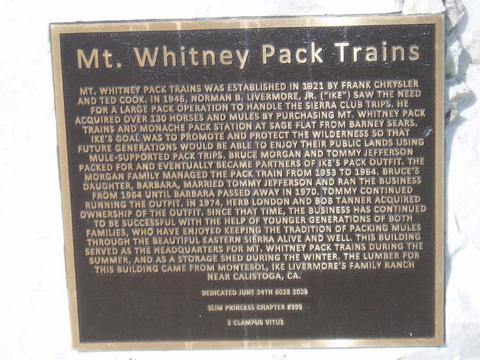 Mt. Whitney Pack Trains
MT. WHITNEY PACK TRAINS WAS ESTABLISHED IN 1921 BY FRANK CHRYSLER
AND TED COOK. IN 1946, NORMAN B. LIVERMORE, JR. ("IKE") SAW THE NEED
FOR A LARGE PACK OPERATION TO HANDLE THE SIERRA CLUB TRIPS. HE
ACQUIRED OVER 130 HORSES AND MULES BY PURCHASING MT. WHITNEY PACK
TRAINS AND MONACHE PACK STATION AT SAGE FLAT FROM BARNEY SEARS.
IKE'S GOAL WAS TO PROMOTE AND PROTECT THE WILDERNESS SO THAT
FUTURE GENERATIONS WOULD BE ABLE TO ENJOY THEIR PUBLIC LANDS USING
MULE-SUPPORTED PACK TRIPS. BRUCE MORGAN AND TOMMY JEFFERSON
PACKED FOR AND EVENTUALLY BECAME PARTNERS OF IKE'S PACK OUTFIT. THE
MORGAN FAMILY MANAGED THE PACK TRAIN FROM 1953 TO 1964. BRUCE'S
DAUGHTER, BARBARA, MARRIED TOMMY JEFFERSON AND RAN THE BUSINESS
FROM 1964 UNTIL BARBARA PASSED AWAY IN 1970. TOMMY CONTINUED
RUNNING THE OUTFIT. IN 1974, HERB LONDON AND BOB TANNER ACQUIRED
OWNERSHIP OF THE OUTFIT. SINCE THAT TIME, THE BUSINESS HAS CONTINUED
TO BE SUCCESSFUL WITH THE HELP OF YOUNGER GENERATIONS OF BOTH
FAMILIES, WHO HAVE ENJOYED KEEPING THE TRADITION OF PACKING MULES
THROUGH THE BEAUTIFUL EASTERN SIERRA ALIVE AND WELL. THIS BUILDING
SERVED AS THE HEADQUARTERS FOR MT. WHITNEY PACK TRAINS DURING THE
SUMMER, AND AS A STORAGE SHED DURING THE WINTER. THE LUMBER FOR
THIS BUILDING CAME FROM MONTESOL, IKE LIVERMORE'S FAMILY RANCH
NEAR CALISTOGA, CA.
DEDICATED JUNE 24TH
SLIM PRINCESS CHAPTER #395
E CLAMPUS VITUS